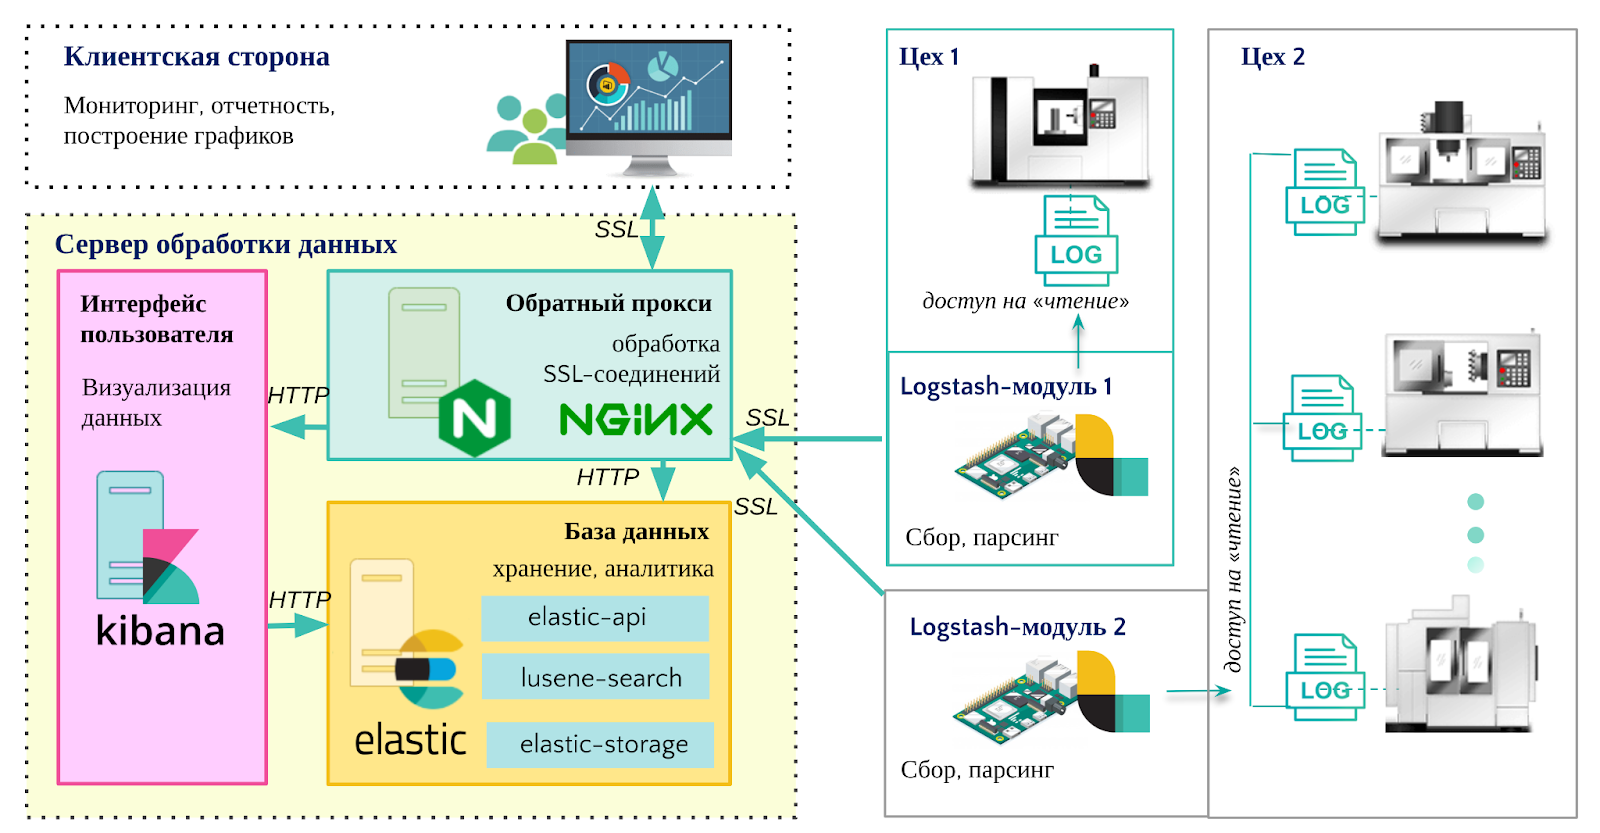 Клиентская сторона
Мониторинг, отчетность,
построение графиков
SSL
Сервер обработки данных
Интерфейс
пользователя
Визуализация
данных
kibana
HTTP
HTTP
Обратный прокси
обработка
SSL-соединений
N
NGINX
HTTP
База данных
хранение, аналитика
elastic-api
lusene-search
elastic-storage
elastic
SSL
SSL
Цех 1
LOG
доступ на «чтение»
Logstash-модуль 1
Сбор, парсинг
Logstash-модуль 2
Сбор, парсинг
Цех 2
LOG
LOG
LOG
доступ на «чтение»